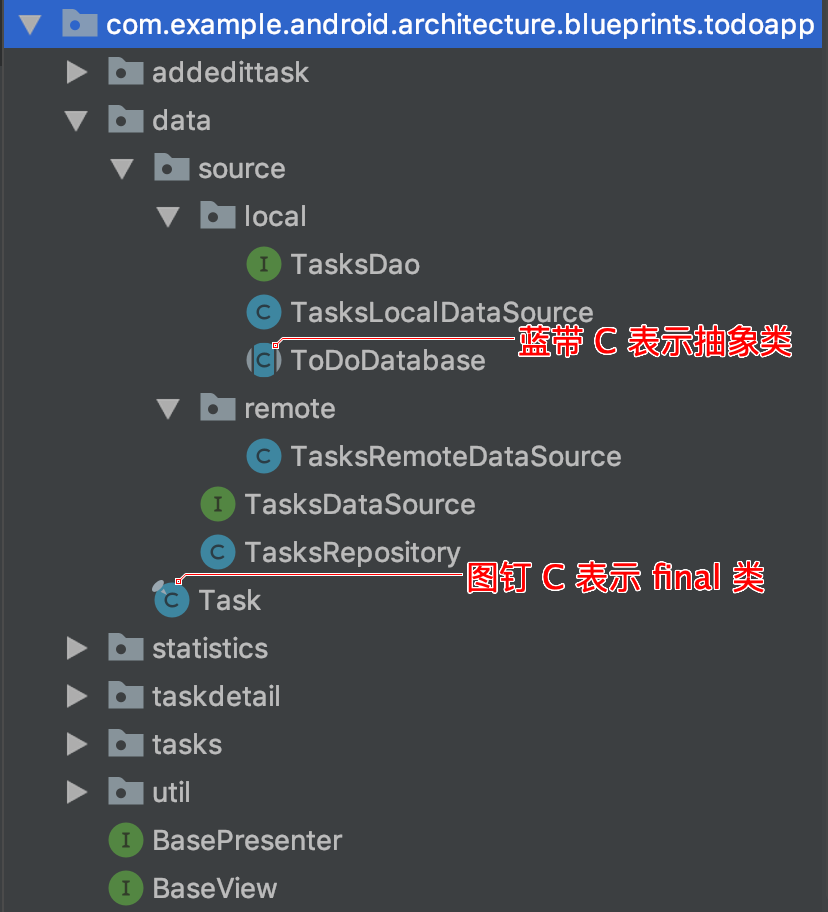 com.example.android.architecture.blueprints.todoapp
addedittask
data
source
local
I TasksDao
C TasksLocalDataSource
蓝带 C 表示抽象类
C ToDoDatabase
remote
C TasksRemoteDataSource
I TasksDataSource
C TasksRepository
图钉 C 表示 final 类
C Task
statistics
taskdetail
tasks
util
I BasePresenter
I BaseView